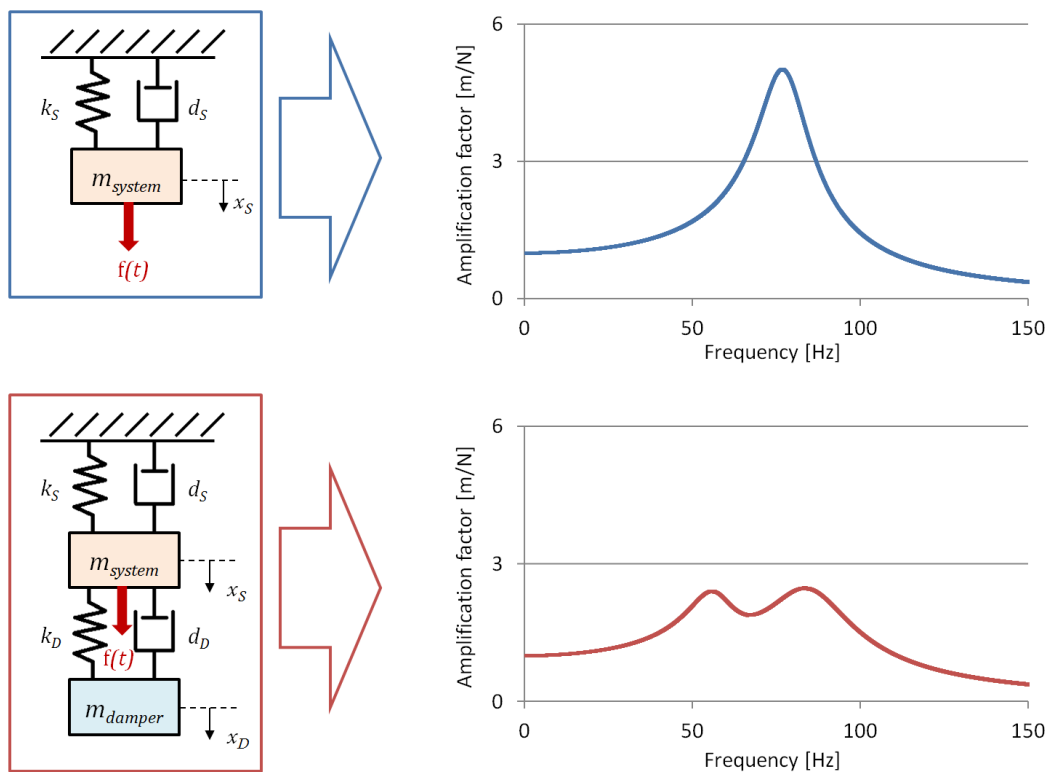 k_S
d_S
m_system
x_S
f(t)
Amplification factor [m/N]
6
3
0
0
50
100
150
Frequency [Hz]
k_S
d_S
m_system
x_S
k_D
d_D
f(t)
m_damper
x_D
Amplification factor [m/N]
6
3
0
0
50
100
150
Frequency [Hz]